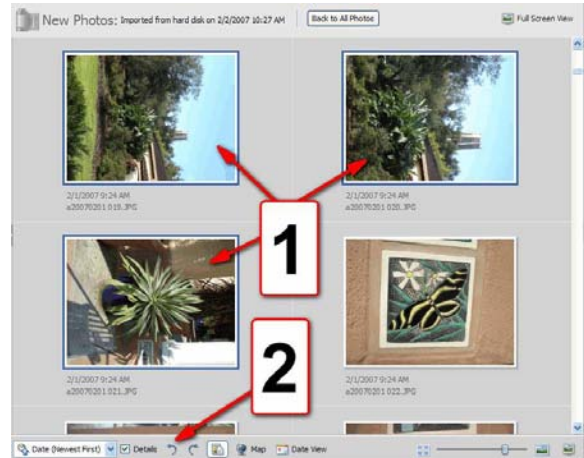 New Photos: Imported from hard disk on 2/2/2007 10:27 AM Back to All Photos Full Screen View
2/1/2007 9:24 AM
a20070201 019.JPG
2/1/2007 9:24 AM
a20070201 020.JPG
1
2/1/2007 9:24 AM
a20070201 021.JPG
2/1/2007 9:24 AM
a20070201 022.JPG
2
Date (Newest First) Details Map Date View